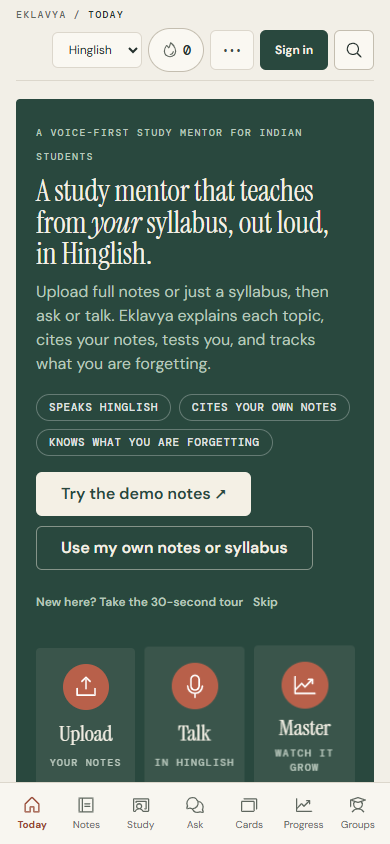 EKLAVYA / TODAY
Hinglish
0
...
Sign in
A VOICE-FIRST STUDY MENTOR FOR INDIAN
STUDENTS
A study mentor that teaches
from your syllabus, out loud,
in Hinglish.
Upload full notes or just a syllabus, then
ask or talk. Eklavya explains each topic,
cites your notes, tests you, and tracks
what you are forgetting.
SPEAKS HINGLISH
CITES YOUR OWN NOTES
KNOWS WHAT YOU ARE FORGETTING
Try the demo notes ↗
Use my own notes or syllabus
New here? Take the 30-second tour Skip
Upload
YOUR NOTES
Talk
IN HINGLISH
Master
WATCH IT
GROW
Today
Notes
Study
Ask
Cards
Progress
Groups